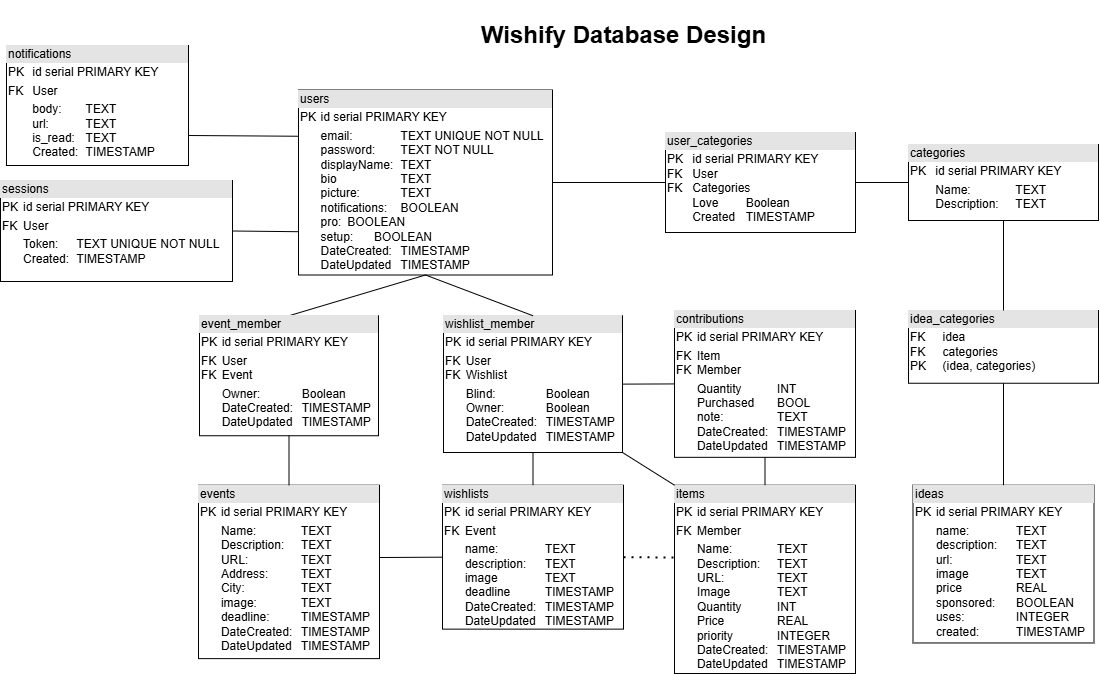 Wishify Database Design
notifications
PK id serial PRIMARY KEY
FK User
body: TEXT
url: TEXT
is_read: TEXT
Created: TIMESTAMP
sessions
PK id serial PRIMARY KEY
FK User
Token: TEXT UNIQUE NOT NULL
Created: TIMESTAMP
users
PK id serial PRIMARY KEY
email: TEXT UNIQUE NOT NULL
password: TEXT NOT NULL
displayName: TEXT
bio TEXT
picture: TEXT
notifications: BOOLEAN
pro: BOOLEAN
setup: BOOLEAN
DateCreated: TIMESTAMP
DateUpdated TIMESTAMP
user_categories
PK id serial PRIMARY KEY
FK User
FK Categories
Love Boolean
Created TIMESTAMP
categories
PK id serial PRIMARY KEY
Name: TEXT
Description: TEXT
event_member
PK id serial PRIMARY KEY
FK User
FK Event
Owner: Boolean
DateCreated: TIMESTAMP
DateUpdated TIMESTAMP
wishlist_member
PK id serial PRIMARY KEY
FK User
FK Wishlist
Blind: Boolean
Owner: Boolean
DateCreated: TIMESTAMP
DateUpdated TIMESTAMP
contributions
PK id serial PRIMARY KEY
FK Item
FK Member
Quantity INT
Purchased BOOL
note: TEXT
DateCreated: TIMESTAMP
DateUpdated TIMESTAMP
idea_categories
FK idea
FK categories
PK (idea, categories)
events
PK id serial PRIMARY KEY
Name: TEXT
Description: TEXT
URL: TEXT
Address: TEXT
City: TEXT
image: TEXT
deadline: TIMESTAMP
DateCreated: TIMESTAMP
DateUpdated TIMESTAMP
wishlists
PK id serial PRIMARY KEY
FK Event
name: TEXT
description: TEXT
image TEXT
deadline TIMESTAMP
DateCreated: TIMESTAMP
DateUpdated TIMESTAMP
items
PK id serial PRIMARY KEY
FK Member
Name: TEXT
Description: TEXT
URL: TEXT
Image TEXT
Quantity INT
Price REAL
priority INTEGER
DateCreated: TIMESTAMP
DateUpdated TIMESTAMP
ideas
PK id serial PRIMARY KEY
name: TEXT
description: TEXT
url: TEXT
image TEXT
price REAL
sponsored: BOOLEAN
uses: INTEGER
created: TIMESTAMP